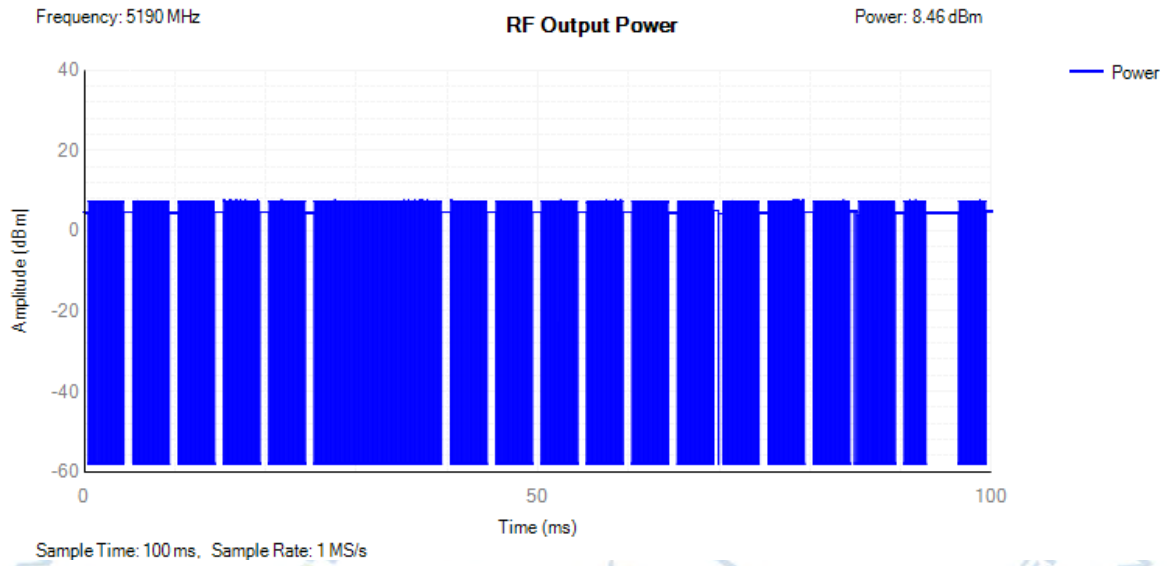 Frequency: 5190 MHz
RF Output Power
Power: 8.46 dBm
Power
40
20
0
-20
-40
-60
Amplitude (dBm)
0
50
100
Time (ms)
Sample Time: 100 ms, Sample Rate: 1 MS/s